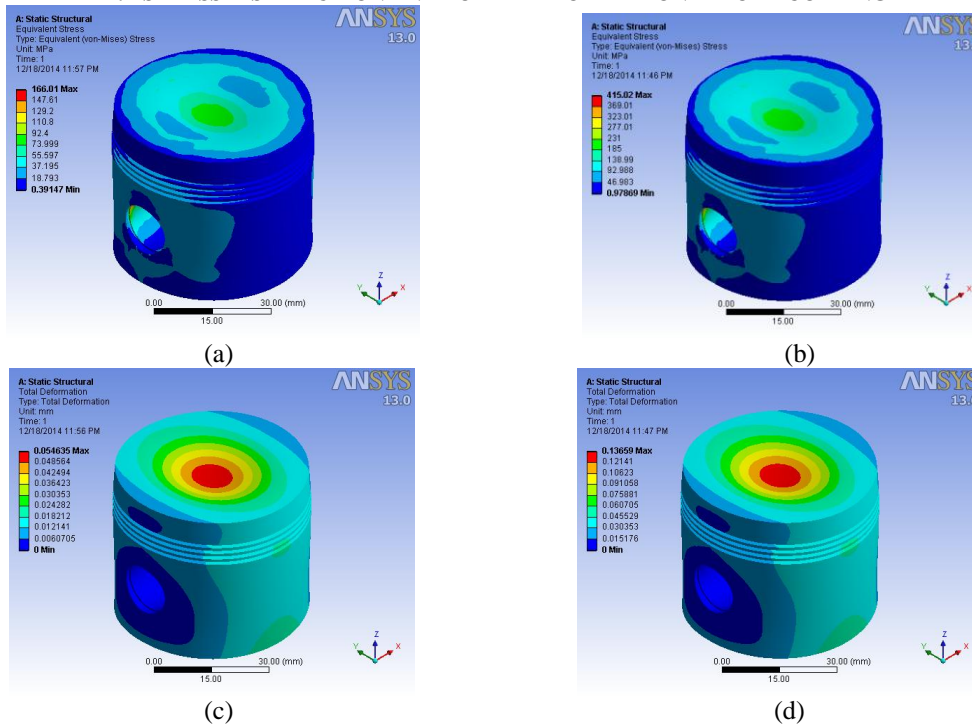 A: Static Structural
Equivalent Stress
Type: Equivalent (von-Mises) Stress
Unit: MPa
Time: 1
12/18/2014 11:57 PM
166.01 Max
147.61
129.2
110.8
92.4
73.999
55.597
37.195
18.793
0.39147 Min
ANSYS
13.0
Z
Y
X
0.00
30.00 (mm)
15.00
(a)
A: Static Structural
Equivalent Stress
Type: Equivalent (von-Mises) Stress
Unit: MPa
Time: 1
12/18/2014 11:46 PM
415.02 Max
369.01
323.01
277.01
231
185
138.99
92.988
46.983
0.97869 Min
ANSYS
13.0
Z
Y
X
0.00
30.00 (mm)
15.00
(b)
A: Static Structural
Total Deformation
Type: Total Deformation
Unit: mm
Time: 1
12/18/2014 11:56 PM
0.054635 Max
0.048564
0.042494
0.036423
0.030353
0.024282
0.018212
0.012141
0.0060705
0 Min
ANSYS
13.0
Z
Y
X
0.00
30.00 (mm)
15.00
(c)
A: Static Structural
Total Deformation
Type: Total Deformation
Unit: mm
Time: 1
12/18/2014 11:47 PM
0.13659 Max
0.12141
0.10623
0.091058
0.075881
0.060705
0.045529
0.030353
0.015176
0 Min
ANSYS
13.0
Z
Y
X
0.00
30.00 (mm)
15.00
(d)